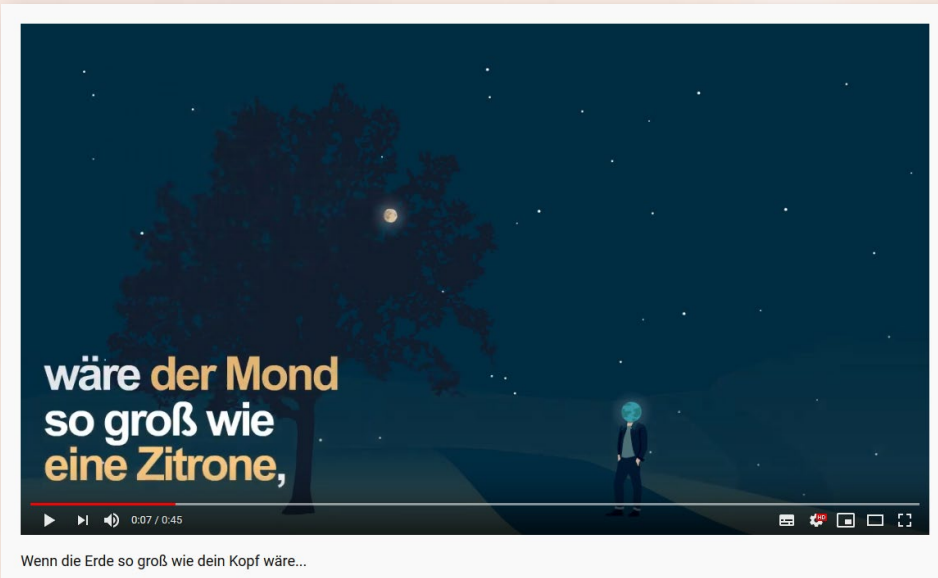 wäre der Mond
so groß wie
eine Zitrone,
0:07 / 0:45
HD
Wenn die Erde so groß wie dein Kopf wäre...